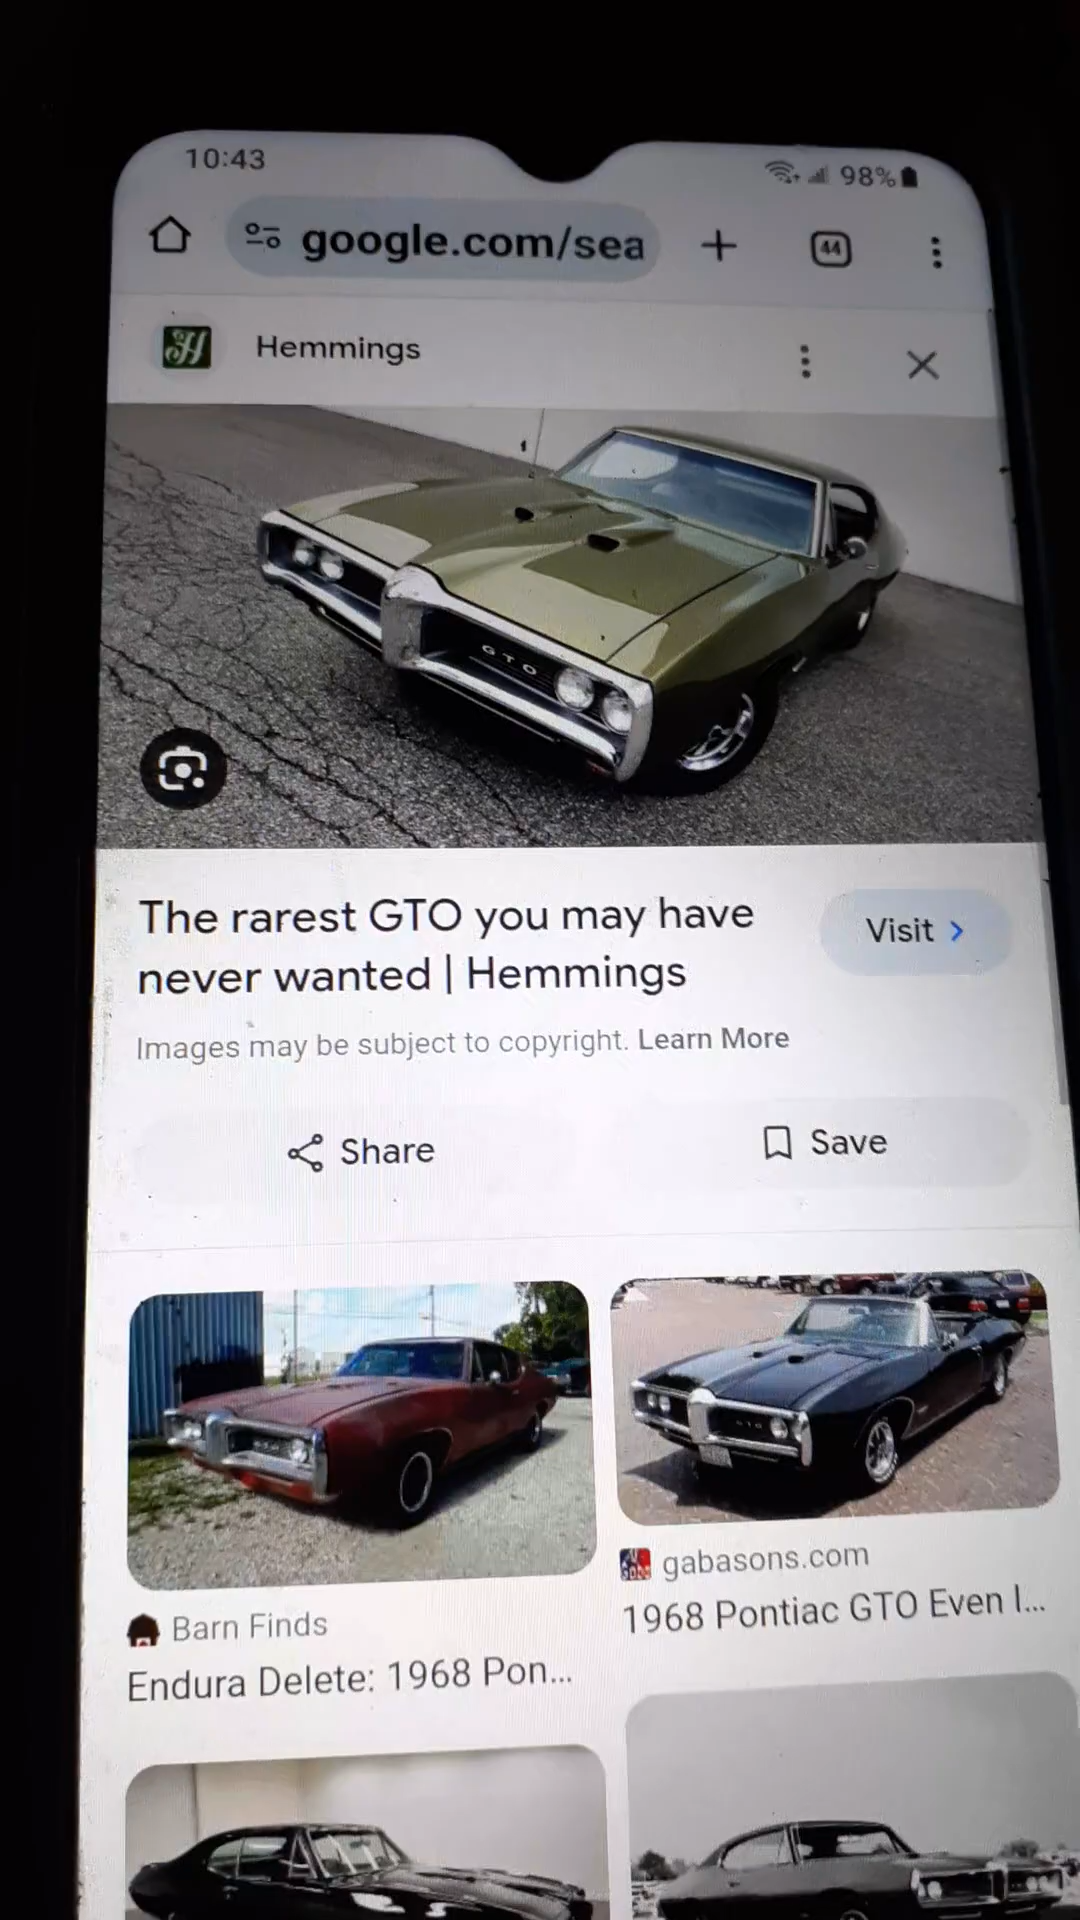 10:43
98%
google.com/sea
44
Hemmings
GTO
The rarest GTO you may have
never wanted | Hemmings
Visit
Images may be subject to copyright. Learn More
Share
Save
gabasons.com
1968 Pontiac GTO Even I...
Barn Finds
Endura Delete: 1968 Pon...